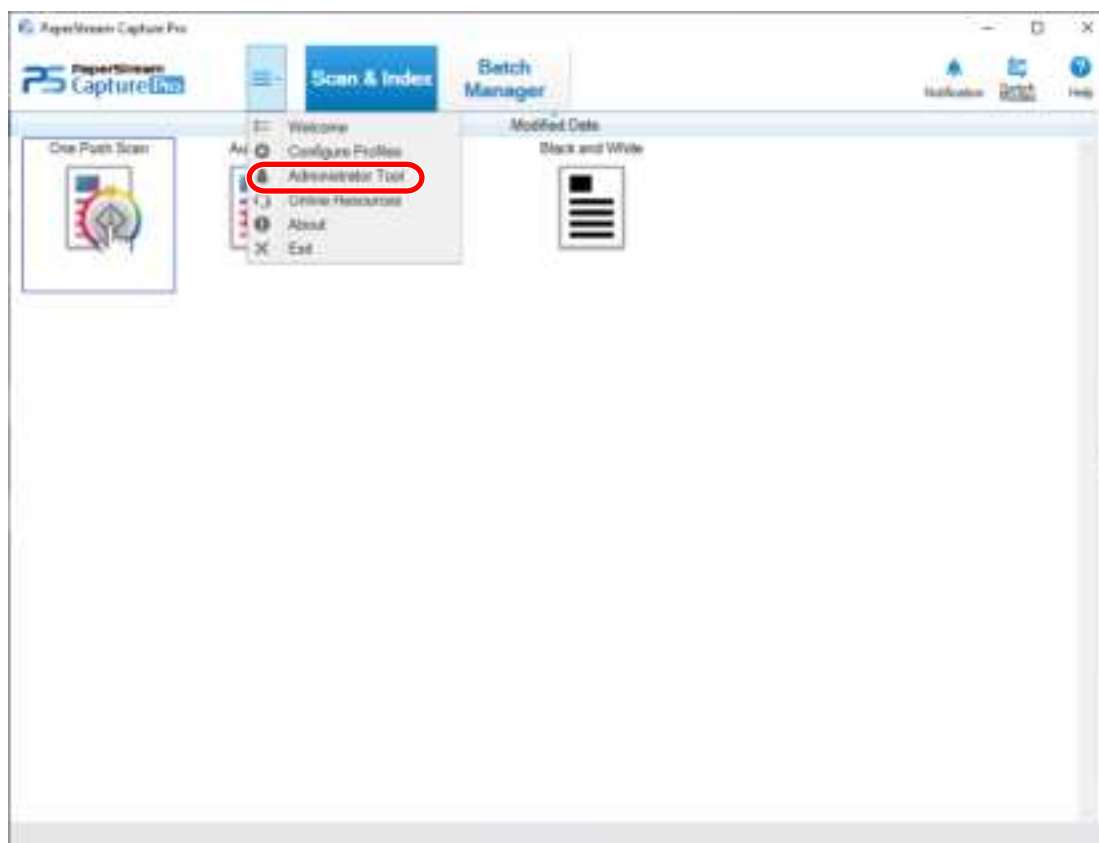 PaperStream Capture Pro
PaperStream
Capture Pro
Scan & Index
Batch
Manager
Notification
Help
Modified Date
One Push Scan
Black and White
Welcome
Configure Profiles
Administrator Tool
Online Resources
About
Exit